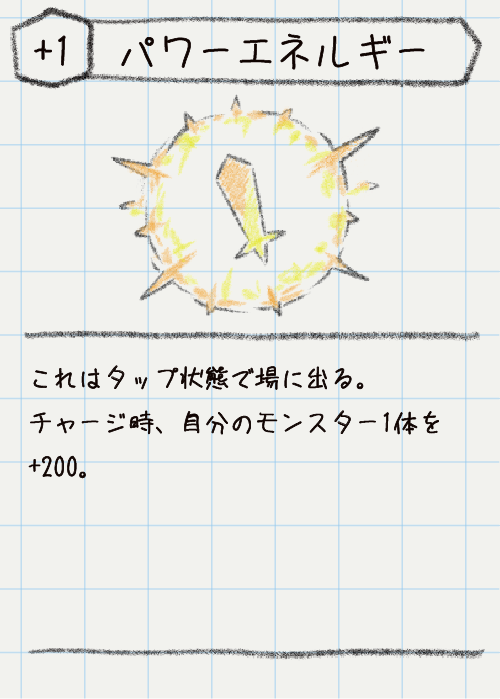 +1 パワーエネルギー
これはタップ状態で場に出る。
チャージ時、自分のモンスター1体を
+200。